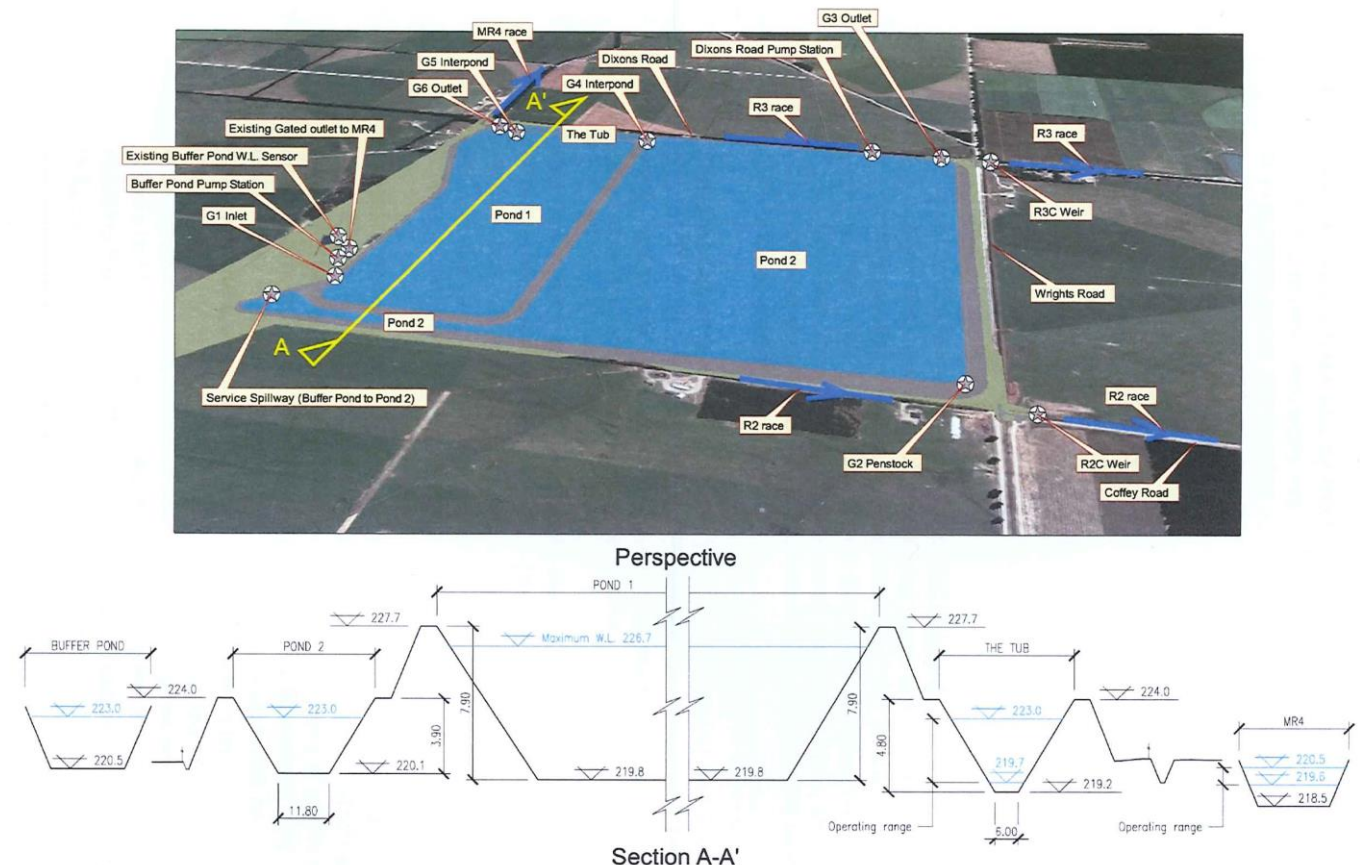 G3 Outlet
MR4 race
Dixons Road Pump Station
G5 Interpond
Dixons Road
G6 Outlet
G4 Interpond
A'
R3 race
Existing Gated outlet to MR4
The Tub
R3 race
Existing Buffer Pond W.L. Sensor
Buffer Pond Pump Station
G1 Inlet
Pond 1
R3C Weir
Pond 2
Wrights Road
Pond 2
A
Service Spillway (Buffer Pond to Pond 2)
R2 race
R2 race
G2 Penstock
R2C Weir
Coffey Road
Perspective
POND 1
227.7
Maximum W.L. 226.7
227.7
BUFFER POND
POND 2
THE TUB
224.0
224.0
223.0
223.0
223.0
7.90
7.90
3.90
4.80
MR4
220.5
220.1
219.8
219.8
219.7
219.2
220.5
219.6
218.5
11.80
Operating range
6.00
Operating range
Section A-A'